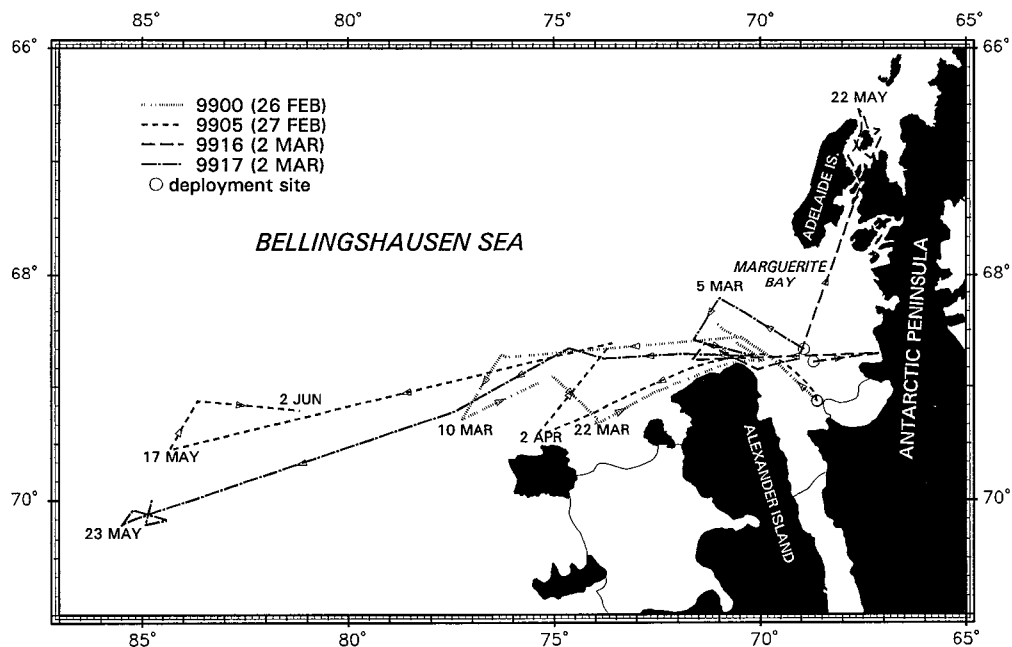 85° 80° 75° 70° 65°
66° 66°
22 MAY
9900 (26 FEB)
9905 (27 FEB)
9916 (2 MAR)
9917 (2 MAR)
deployment site
ADELAIDE IS.
BELLINGSHAUSEN SEA
MARGUERITE
BAY
68° 68°
5 MAR
ANTARCTIC PENINSULA
2 JUN
10 MAR
22 MAR
2 APR
17 MAY
ALEXANDER ISLAND
70° 70°
23 MAY
85° 80° 75° 70° 65°